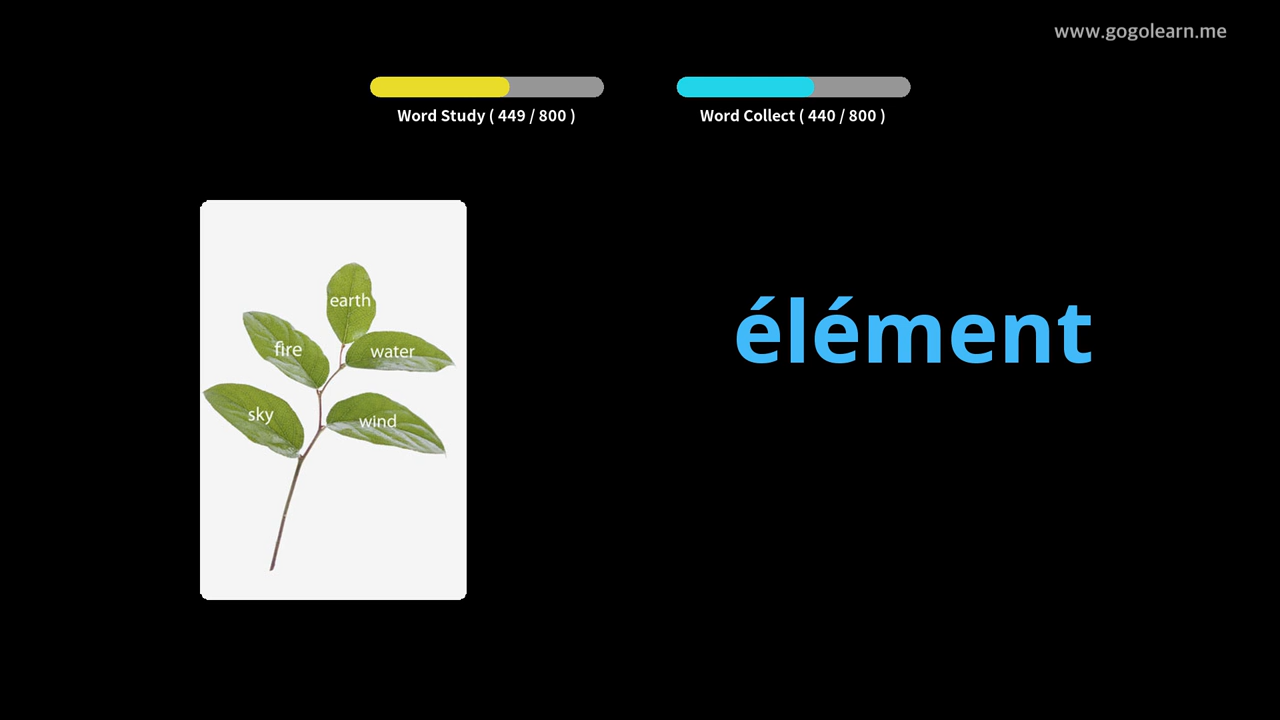 www.gogolearn.me
Word Study ( 449 / 800 )
Word Collect ( 440 / 800 )
earth
fire
water
sky
wind
élément